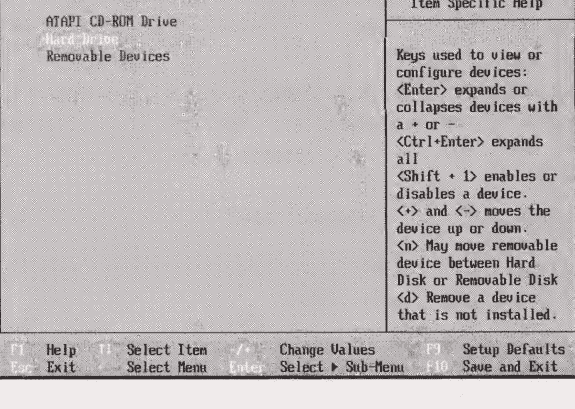 Item Specific Help
ATAPI CD-ROM Drive
Hard Drive
Removable Devices
Keys used to view or
configure devices:
<Enter> expands or
collapses devices with
a + or -
<Ctrl+Enter> expands
all
<Shift + 1> enables or
disables a device.
<+> and <-> moves the
device up or down.
<n> May move removable
device between Hard
Disk or Removable Disk
<d> Remove a device
that is not installed.
F1 Help ↑↓ Select Item -/+ Change Values F9 Setup Defaults
Esc Exit ↔ Select Menu Enter Select ▶ Sub-Menu F10 Save and Exit